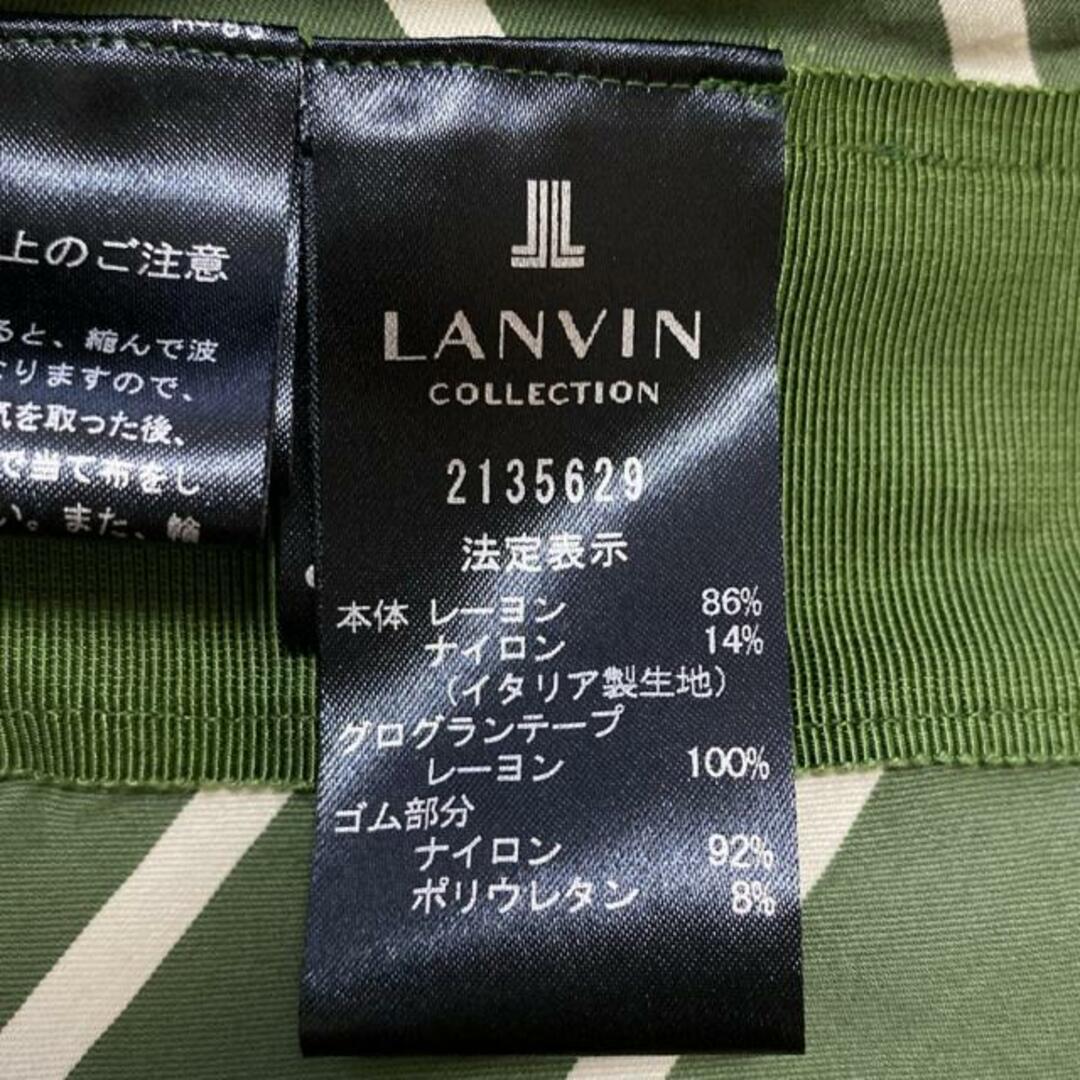 上のご注意
ると、縮んで波
なりますので、
気を取った後、
で当て布をし
い。また、輪
LANVIN
COLLECTION
2135629
法定表示
本体 レーヨン 86%
ナイロン 14%
(イタリア製生地)
グログランテープ
レーヨン 100%
ゴム部分
ナイロン 92%
ポリウレタン 8%